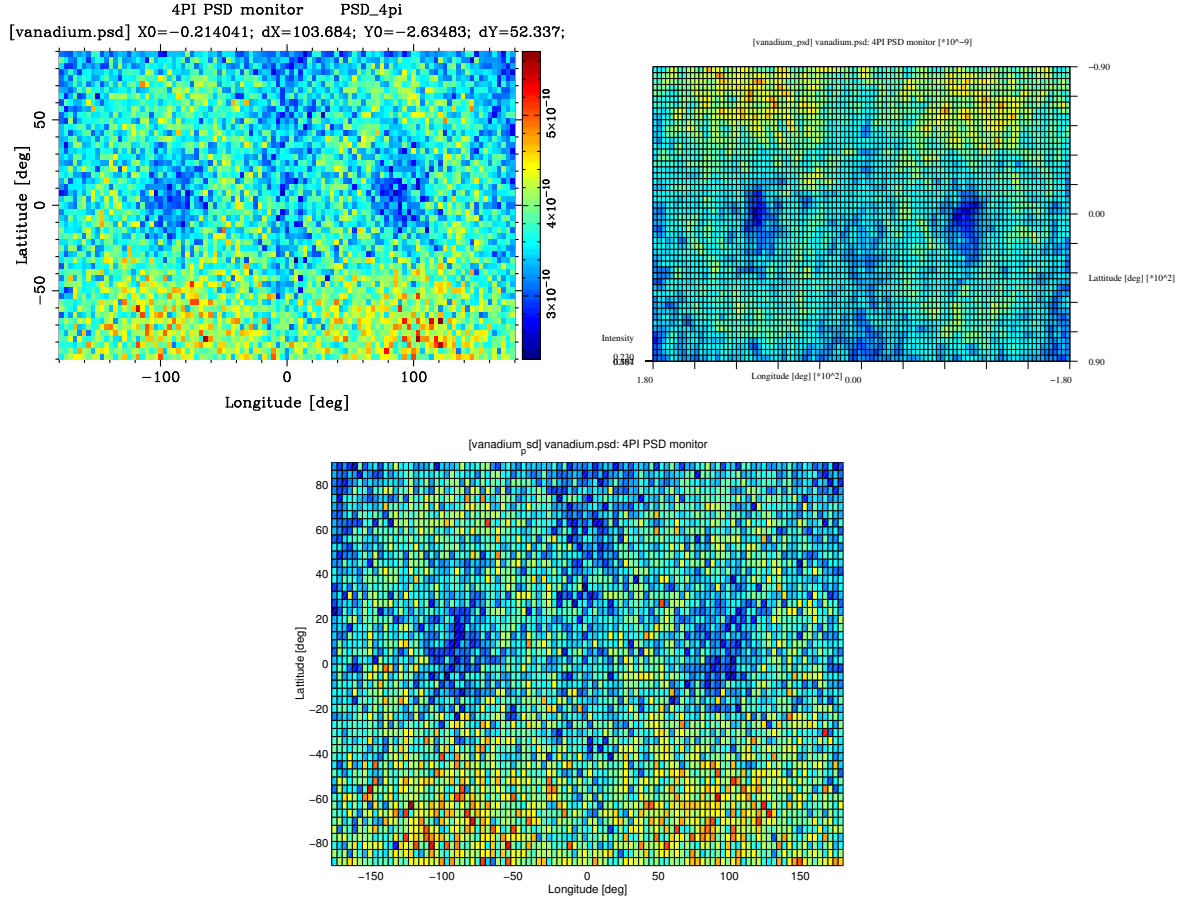 4PI PSD monitor PSD_4pi
[vanadium.psd] X0=−0.214041; dX=103.684; Y0=−2.63483; dY=52.337;
50
0
−50
Lattitude [deg]
−100
0
100
Longitude [deg]
5×10−10
4×10−10
3×10−10
[vanadium_psd] vanadium.psd: 4PI PSD monitor [*10^−9]
−0.90
0.00
Lattitude [deg] [*10^2]
0.90
Intensity
0.230
1.80
Longitude [deg] [*10^2]
0.00
−1.80
[vanadium_psd] vanadium.psd: 4PI PSD monitor
80
60
40
20
0
−20
−40
−60
−80
Lattitude [deg]
−150
−100
−50
0
50
100
150
Longitude [deg]